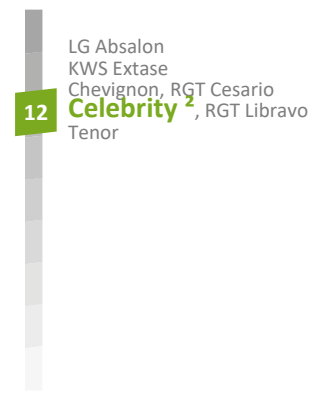 LG Absalon
KWS Extase
Chevignon, RGT Cesario
12 Celebrity ², RGT Libravo
Tenor